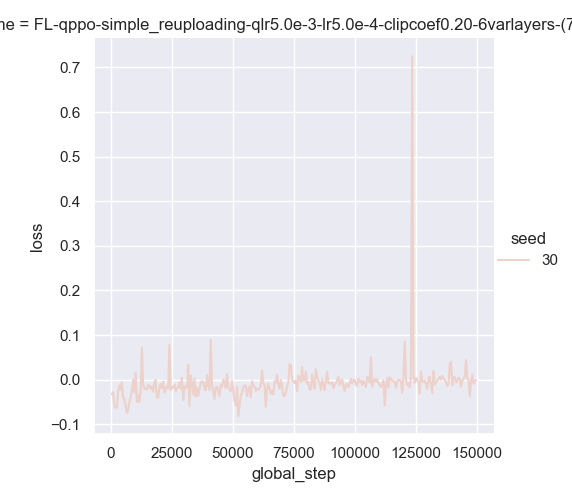 ne = FL-qppo-simple_reuploading-qlr5.0e-3-lr5.0e-4-clipcoef0.20-6varlayers-(7
0.7
0.6
0.5
0.4
0.3
0.2
0.1
0.0
−0.1
loss
0 25000 50000 75000 100000 125000 150000
global_step
seed
30